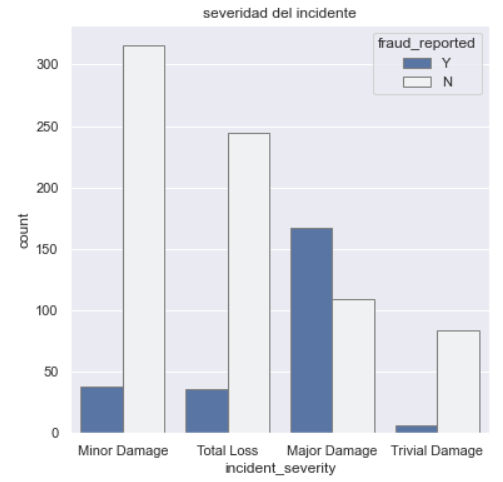 severidad del incidente
fraud_reported
Y
N
count
300
250
200
150
100
50
0
Minor Damage
Total Loss
Major Damage
Trivial Damage
incident_severity